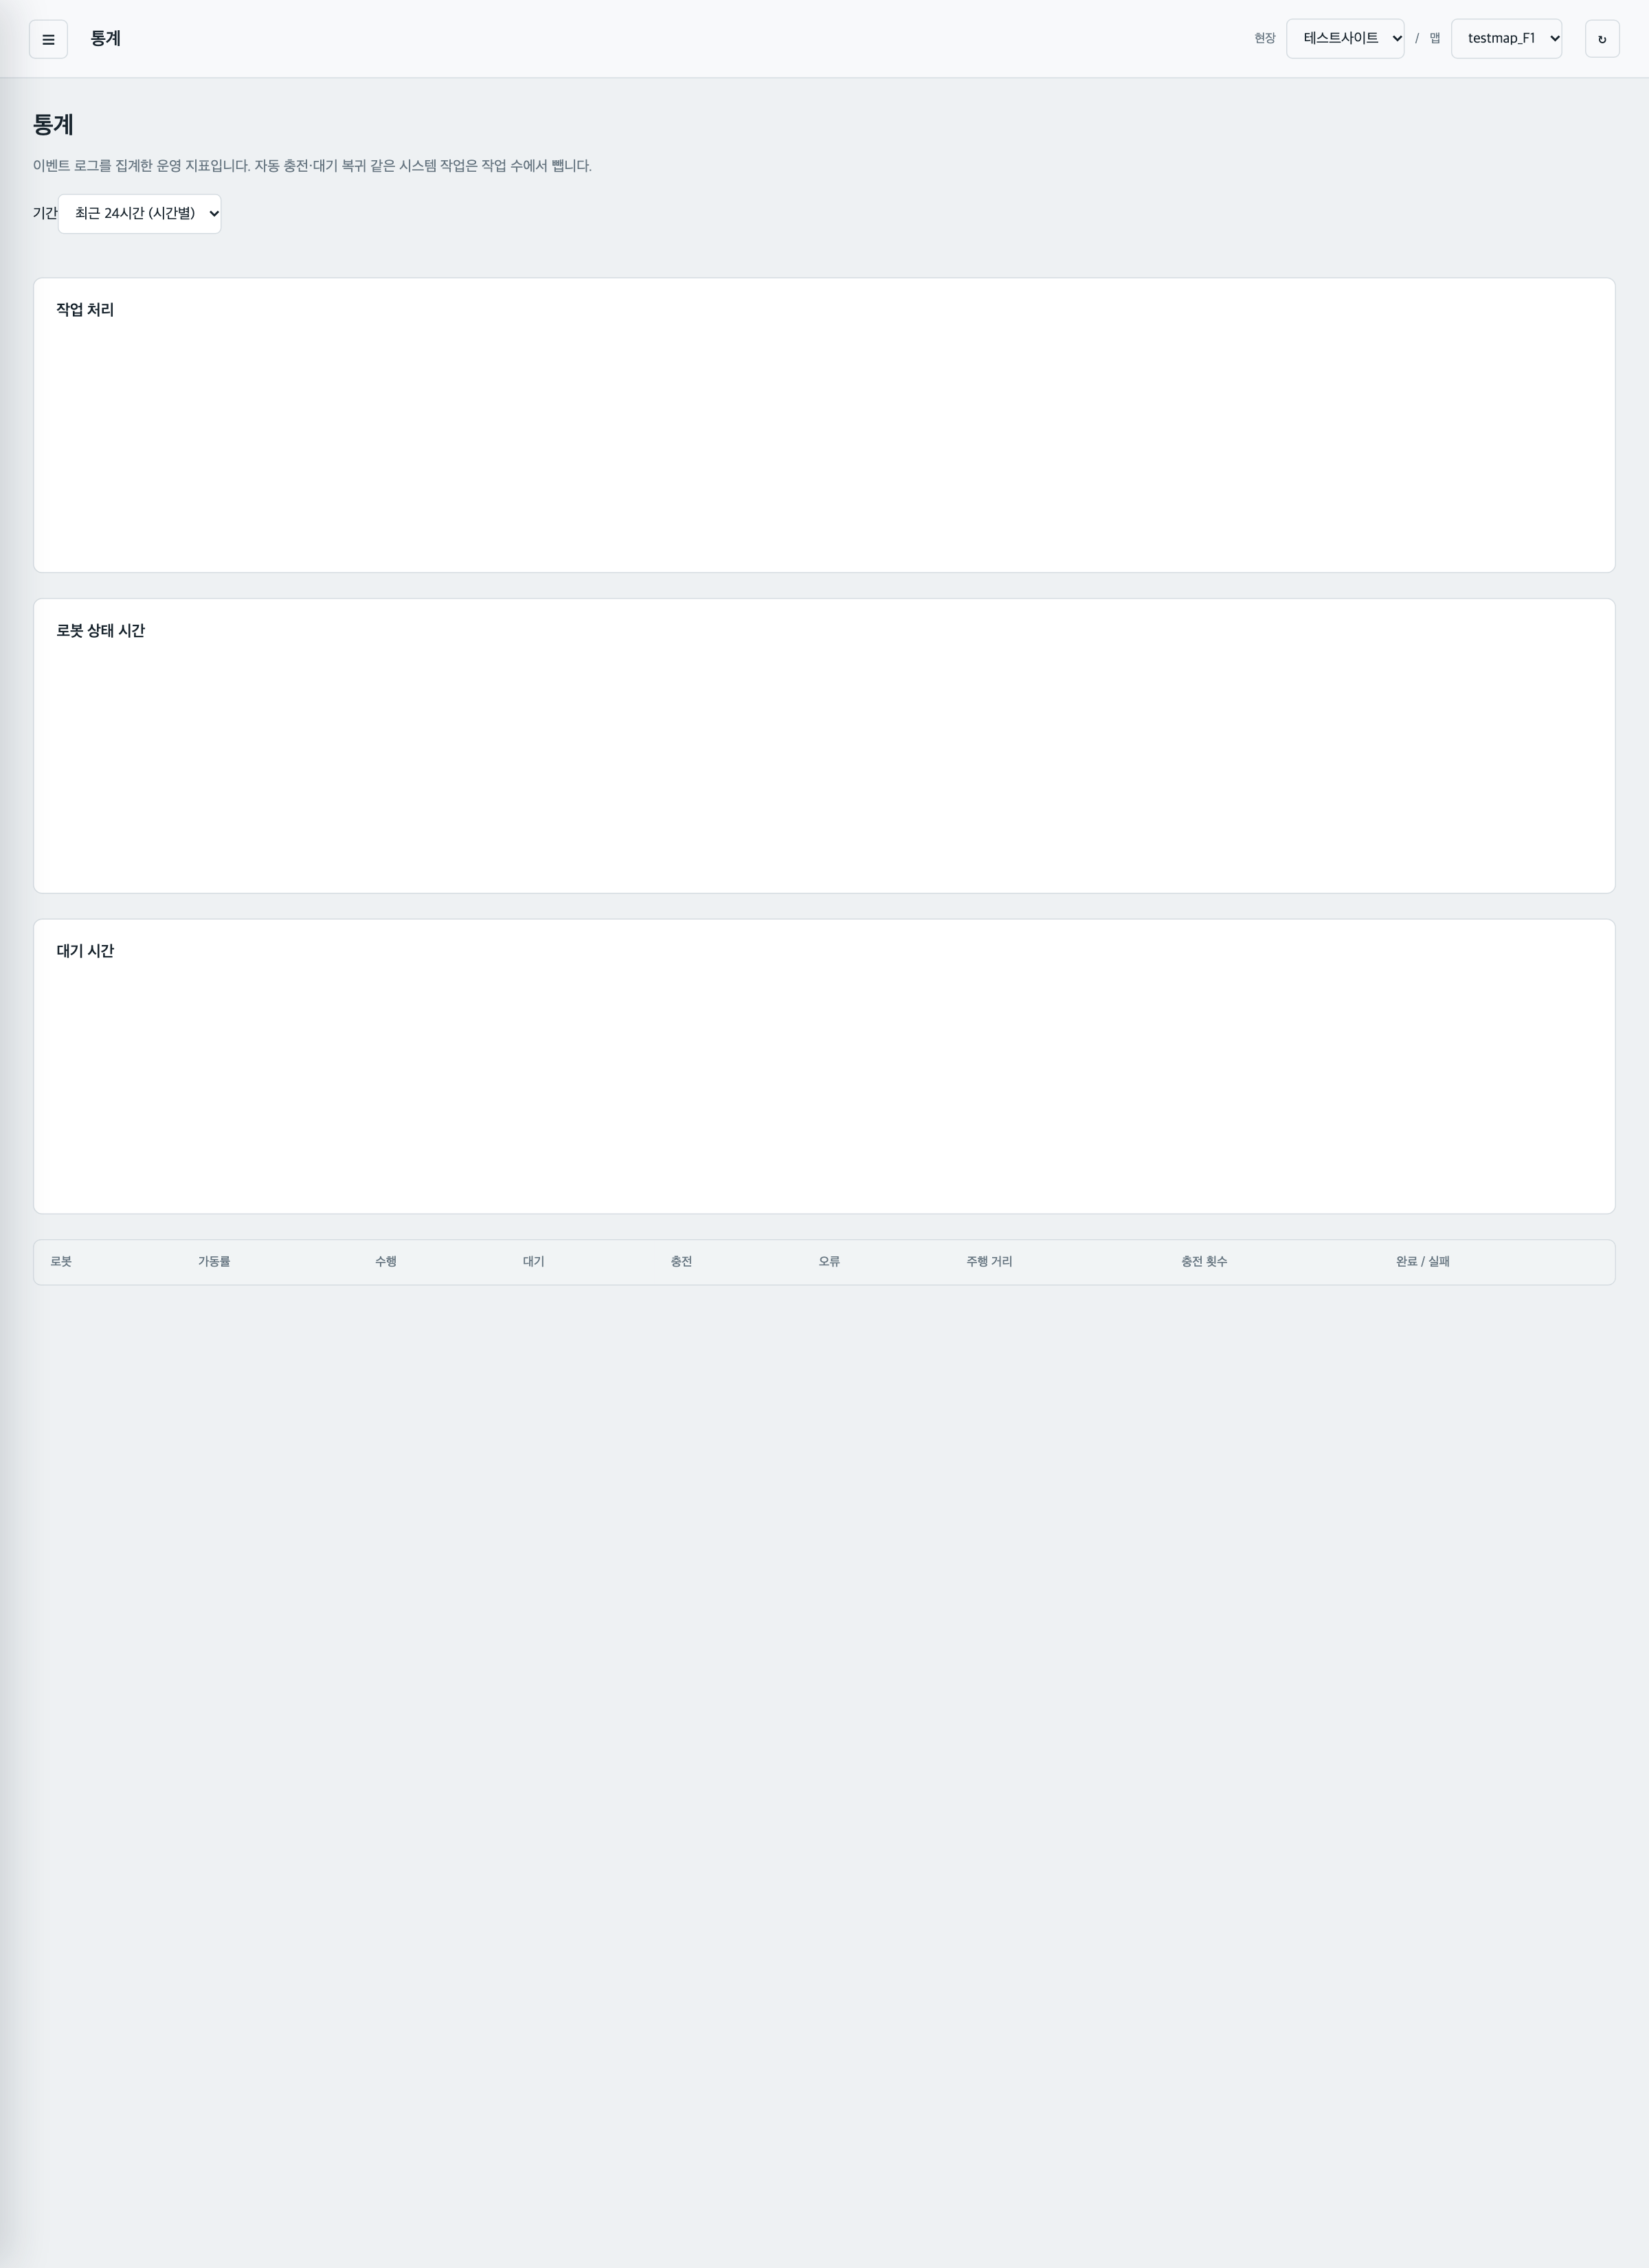 ☰ 통계 현장 테스트사이트 / 맵 testmap_F1 ↻
통계
이벤트 로그를 집계한 운영 지표입니다. 자동 충전·대기 복귀 같은 시스템 작업은 작업 수에서 뺍니다.
기간 최근 24시간 (시간별)
작업 처리
로봇 상태 시간
대기 시간
로봇 가동률 수행 대기 충전 오류 주행 거리 충전 횟수 완료 / 실패